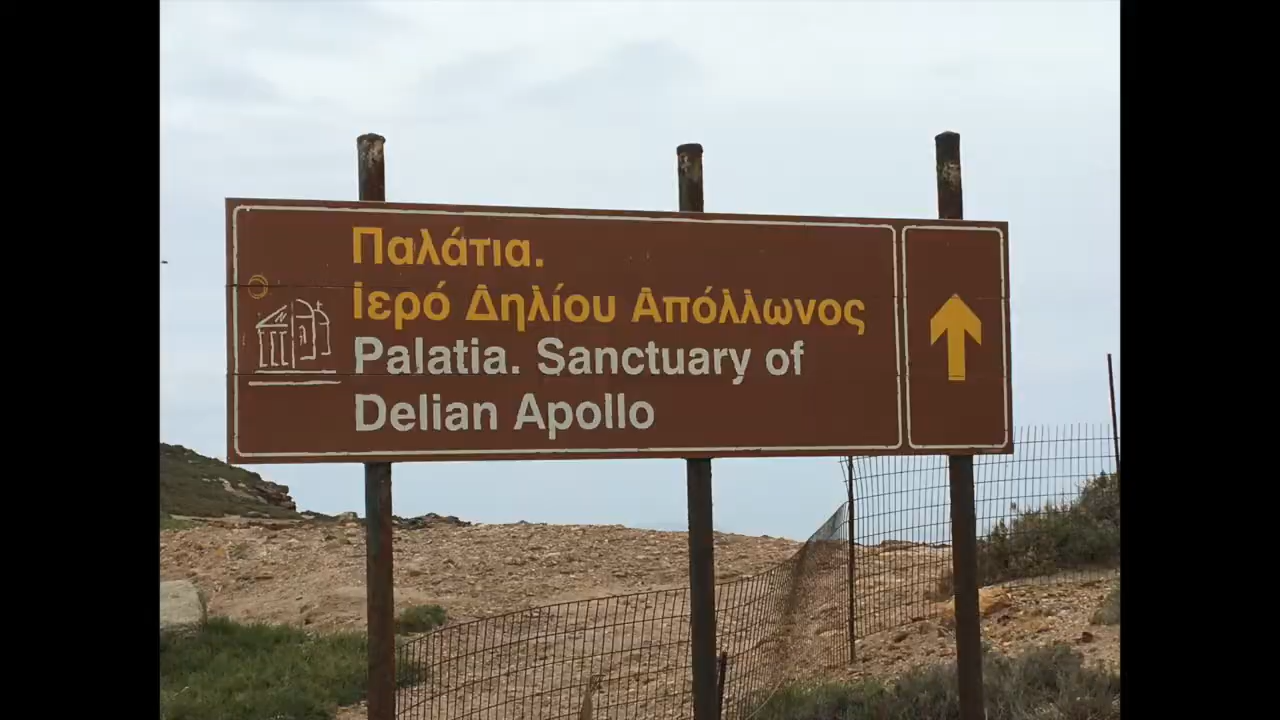 Παλάτια.
Ιερό Δηλίου Απόλλωνος
Palatia. Sanctuary of
Delian Apollo